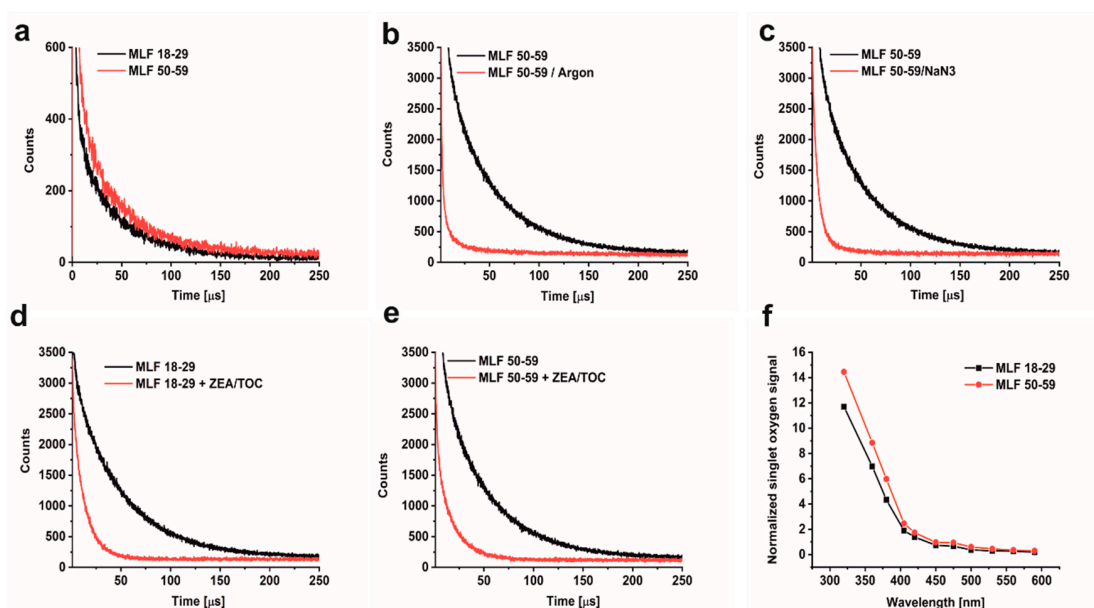 a
MLF 18-29
MLF 50-59
600
400
200
0
Counts
0 50 100 150 200 250
Time [μs]
b
MLF 50-59
MLF 50-59 / Argon
3500
3000
2500
2000
1500
1000
500
0
Counts
50 100 150 200 250
Time [μs]
c
MLF 50-59
MLF 50-59/NaN3
3500
3000
2500
2000
1500
1000
500
0
Counts
50 100 150 200 250
Time [μs]
d
MLF 18-29
MLF 18-29 + ZEA/TOC
3500
3000
2500
2000
1500
1000
500
0
Counts
50 100 150 200 250
Time [μs]
e
MLF 50-59
MLF 50-59 + ZEA/TOC
3500
3000
2500
2000
1500
1000
500
0
Counts
50 100 150 200 250
Time [μs]
f
MLF 18-29
MLF 50-59
16
14
12
10
8
6
4
2
0
Normalized singlet oxygen signal
300 350 400 450 500 550 600
Wavelength [nm]